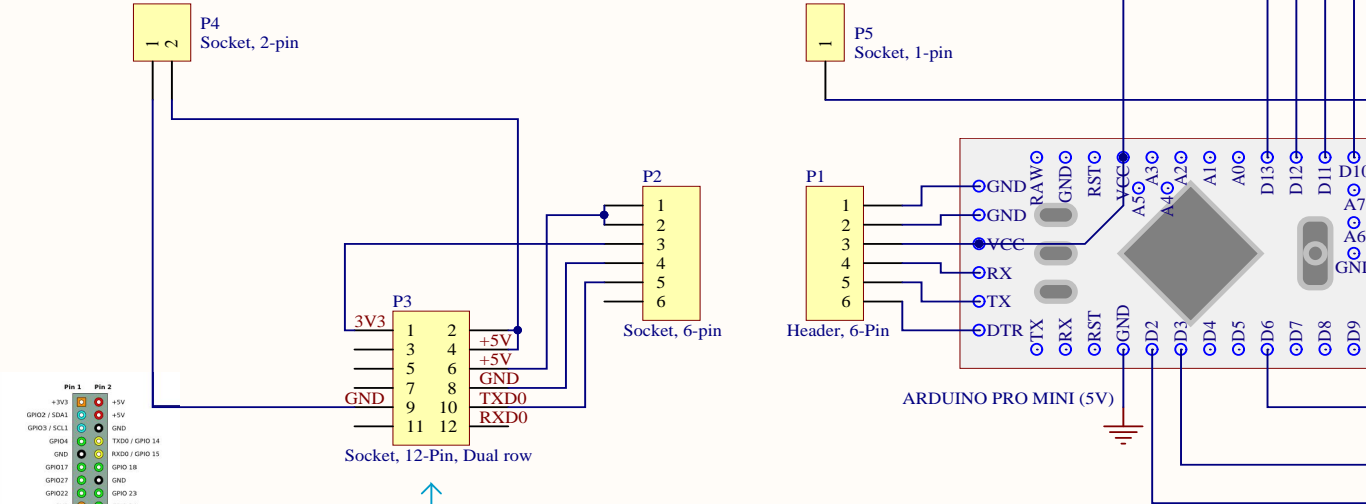 P4
Socket, 2-pin
1
2
P5
Socket, 1-pin
1
P2
1
2
3
4
5
6
Socket, 6-pin
P1
1
2
3
4
5
6
Header, 6-Pin
GND
GND
VCC
RX
TX
DTR
RAW
GND
RST
VCC
A3
A2
A1
A0
D13
D12
D11
D10
A5
A4
A7
A6
TX
RX
RST
GND
D2
D3
D4
D5
D6
D7
D8
D9
ARDUINO PRO MINI (5V)
P3
3V3 1 2
3 4 +5V
5 6 +5V
7 8 GND
GND 9 10 TXD0
11 12 RXD0
Socket, 12-Pin, Dual row
Pin 1 Pin 2
+3V3 +5V
GPIO2 / SDA1 +5V
GPIO3 / SCL1 GND
GPIO4 TXD0 / GPIO 14
GND RXD0 / GPIO 15
GPIO17 GPIO 18
GPIO27 GND
GPIO22 GPIO 23